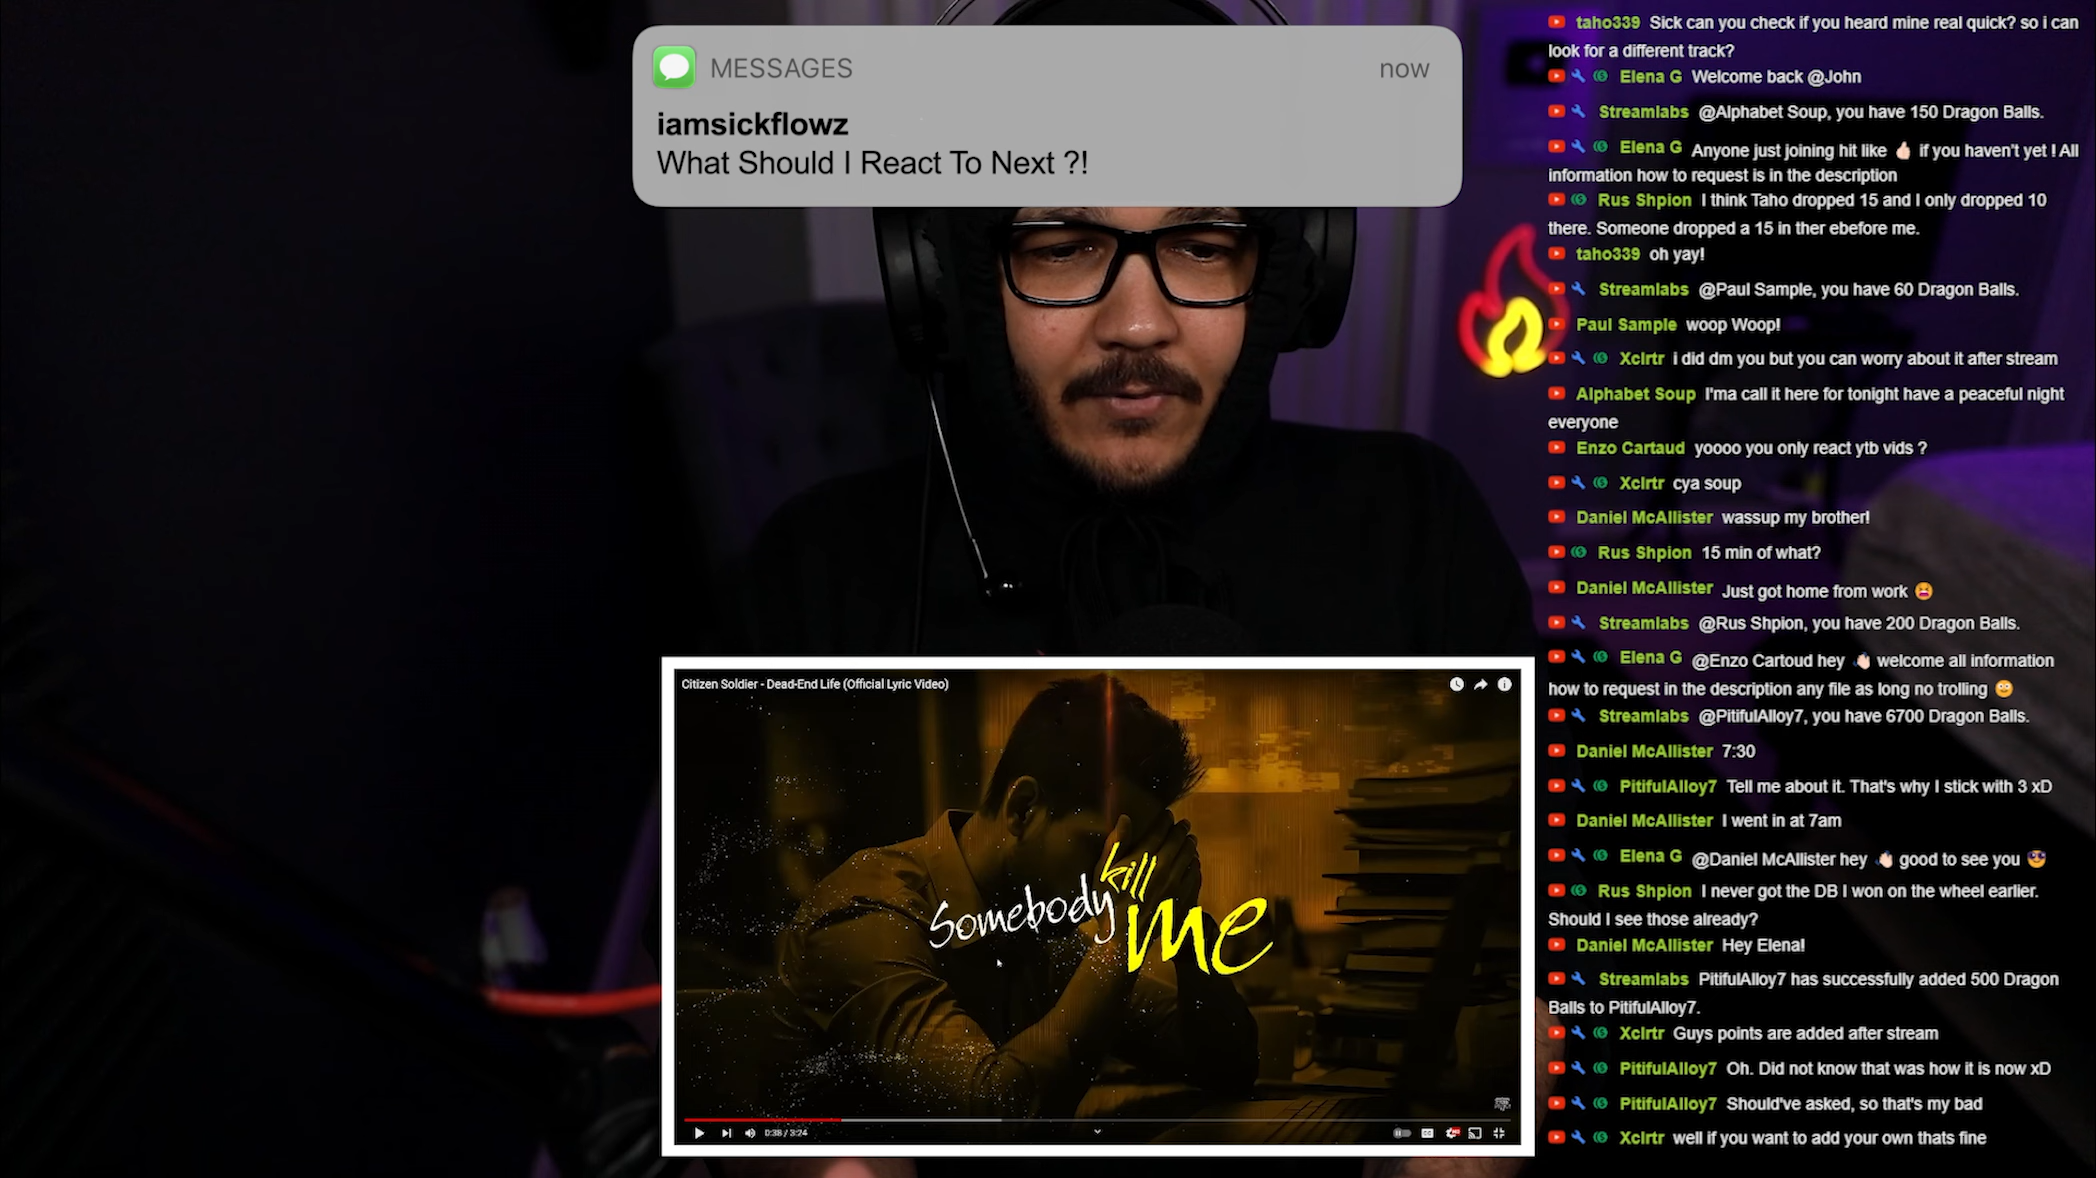 MESSAGES
now
iamsickflowz
What Should I React To Next ?!
Citizen Soldier - Dead-End Life (Official Lyric Video)
Somebody kill me
0:38 / 3:24
taho339 Sick can you check if you heard mine real quick? so i can
look for a different track?
Elena G Welcome back @John
Streamlabs @Alphabet Soup, you have 150 Dragon Balls.
Elena G Anyone just joining hit like 👍🏻 if you haven't yet ! All
information how to request is in the description
Rus Shpion I think Taho dropped 15 and I only dropped 10
there. Someone dropped a 15 in ther ebefore me.
taho339 oh yay!
Streamlabs @Paul Sample, you have 60 Dragon Balls.
Paul Sample woop Woop!
Xclrtr i did dm you but you can worry about it after stream
Alphabet Soup I'ma call it here for tonight have a peaceful night
everyone
Enzo Cartaud yoooo you only react ytb vids ?
Xclrtr cya soup
Daniel McAllister wassup my brother!
Rus Shpion 15 min of what?
Daniel McAllister Just got home from work 😫
Streamlabs @Rus Shpion, you have 200 Dragon Balls.
Elena G @Enzo Cartoud hey 👋🏻 welcome all information
how to request in the description any file as long no trolling 😳
Streamlabs @PitifulAlloy7, you have 6700 Dragon Balls.
Daniel McAllister 7:30
PitifulAlloy7 Tell me about it. That's why I stick with 3 xD
Daniel McAllister I went in at 7am
Elena G @Daniel McAllister hey 👋🏻 good to see you 😎
Rus Shpion I never got the DB I won on the wheel earlier.
Should I see those already?
Daniel McAllister Hey Elena!
Streamlabs PitifulAlloy7 has successfully added 500 Dragon
Balls to PitifulAlloy7.
Xclrtr Guys points are added after stream
PitifulAlloy7 Oh. Did not know that was how it is now xD
PitifulAlloy7 Should've asked, so that's my bad
Xclrtr well if you want to add your own thats fine